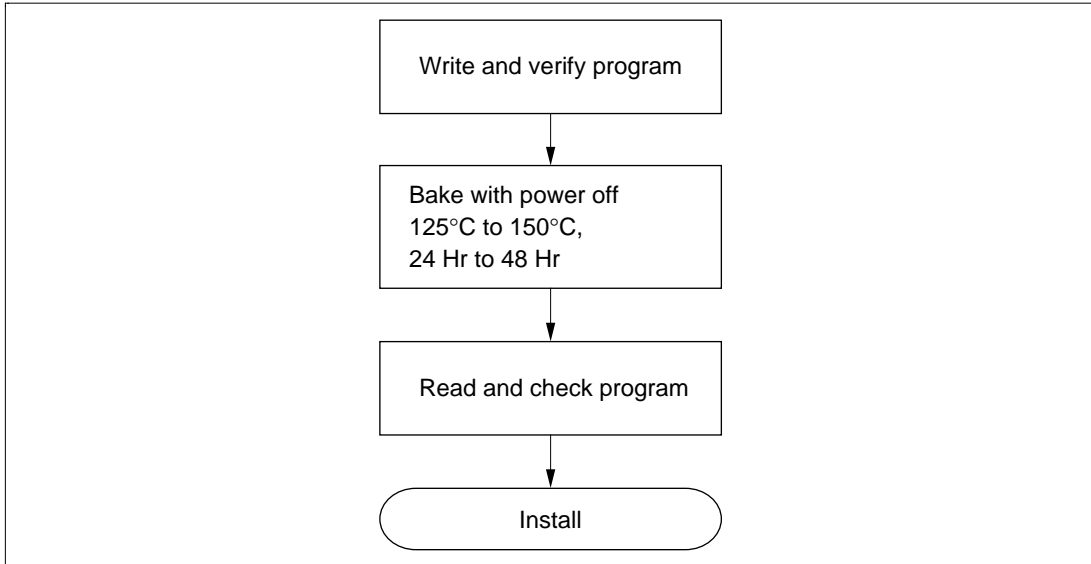 Write and verify program
Bake with power off
125°C to 150°C,
24 Hr to 48 Hr
Read and check program
Install